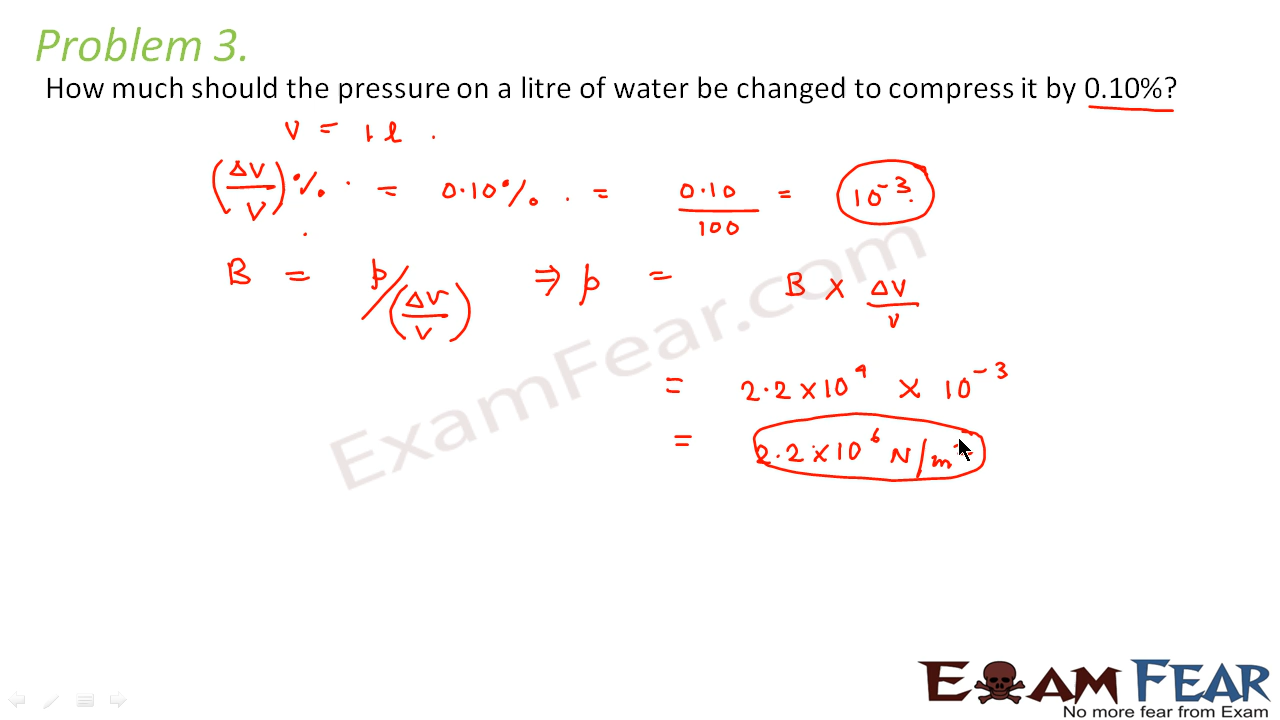 Problem 3.
How much should the pressure on a litre of water be changed to compress it by 0.10%?
V = 1 l .
(ΔV/V) % = 0.10% . = 0.10/100 = 10⁻³
B = p/(ΔV/V) ⇒ p = B × ΔV/V
= 2.2×10⁹ × 10⁻³
= 2.2×10⁶ N/m²
ExamFear.com
EXAM FEAR
No more fear from Exam